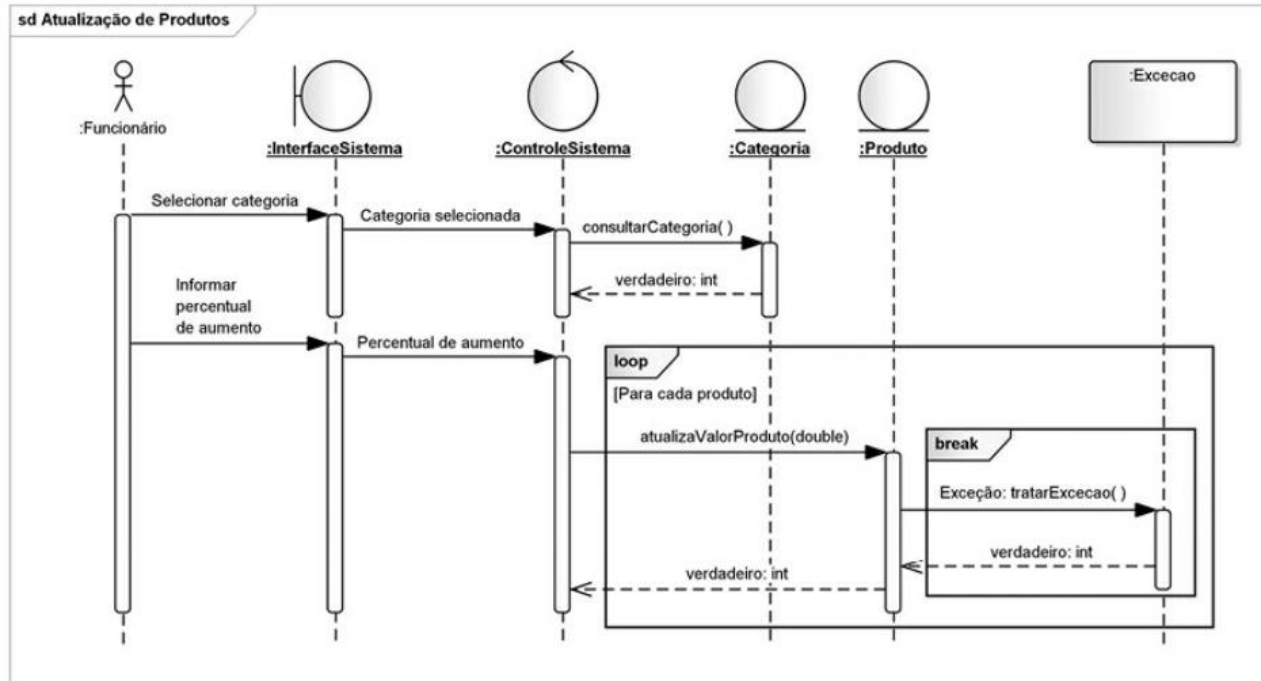 sd Atualização de Produtos
:Funcionário
:InterfaceSistema
:ControleSistema
:Categoria
:Produto
:Excecao
Selecionar categoria
Categoria selecionada
consultarCategoria( )
verdadeiro: int
Informar
percentual
de aumento
Percentual de aumento
loop
[Para cada produto]
atualizaValorProduto(double)
break
Exceção: tratarExcecao( )
verdadeiro: int
verdadeiro: int